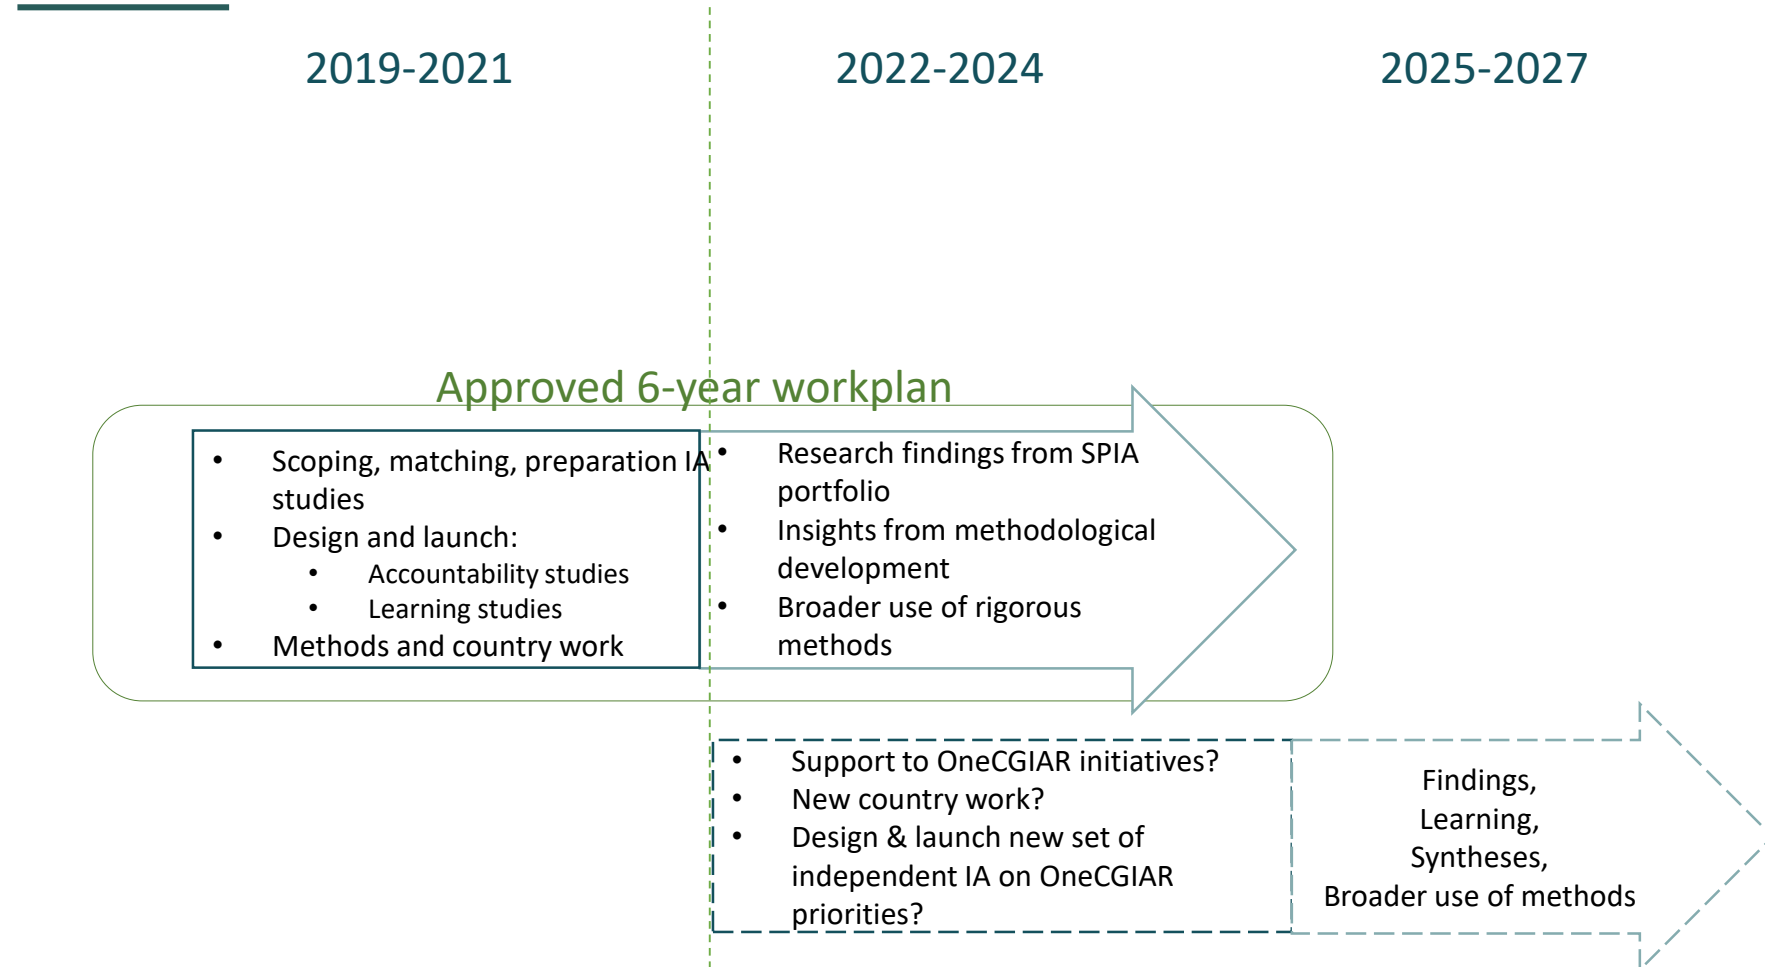 2019-2021
2022-2024
2025-2027
Approved 6-year workplan
• Scoping, matching, preparation IA
studies
• Design and launch:
• Accountability studies
• Learning studies
• Methods and country work
• Research findings from SPIA
portfolio
• Insights from methodological
development
• Broader use of rigorous
methods
• Support to OneCGIAR initiatives?
• New country work?
• Design & launch new set of
independent IA on OneCGIAR
priorities?
Findings,
Learning,
Syntheses,
Broader use of methods